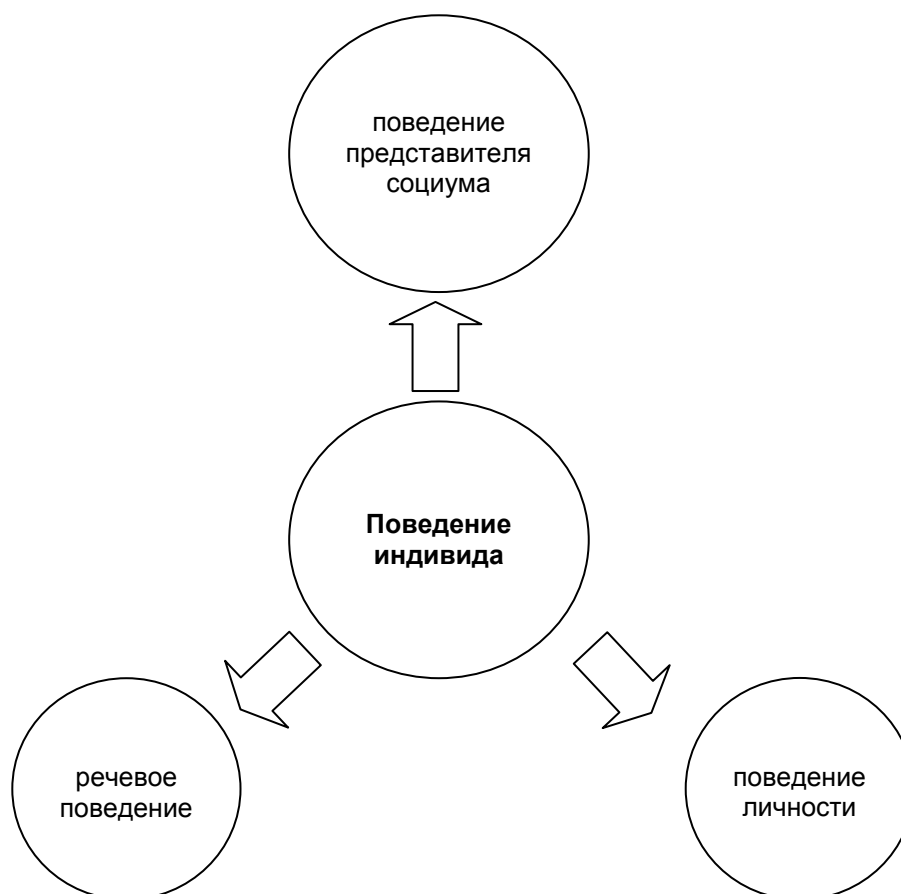 поведение
представителя
социума
Поведение
индивида
речевое
поведение
поведение
личности